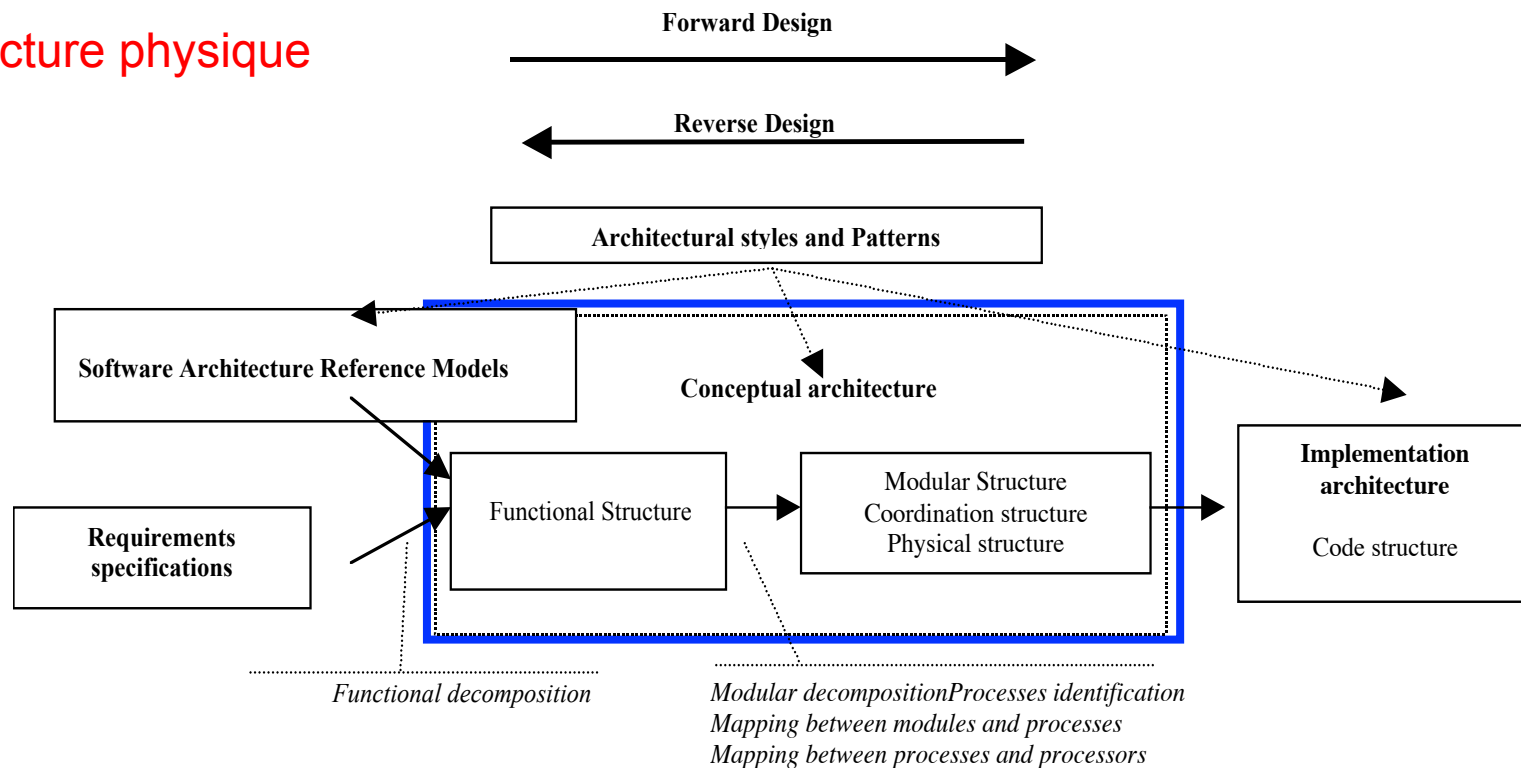 cture physique
Forward Design
Reverse Design
Architectural styles and Patterns
Software Architecture Reference Models
Conceptual architecture
Functional Structure
Modular Structure
Coordination structure
Physical structure
Implementation
architecture
Code structure
Requirements
specifications
Functional decomposition
Modular decompositionProcesses identification
Mapping between modules and processes
Mapping between processes and processors